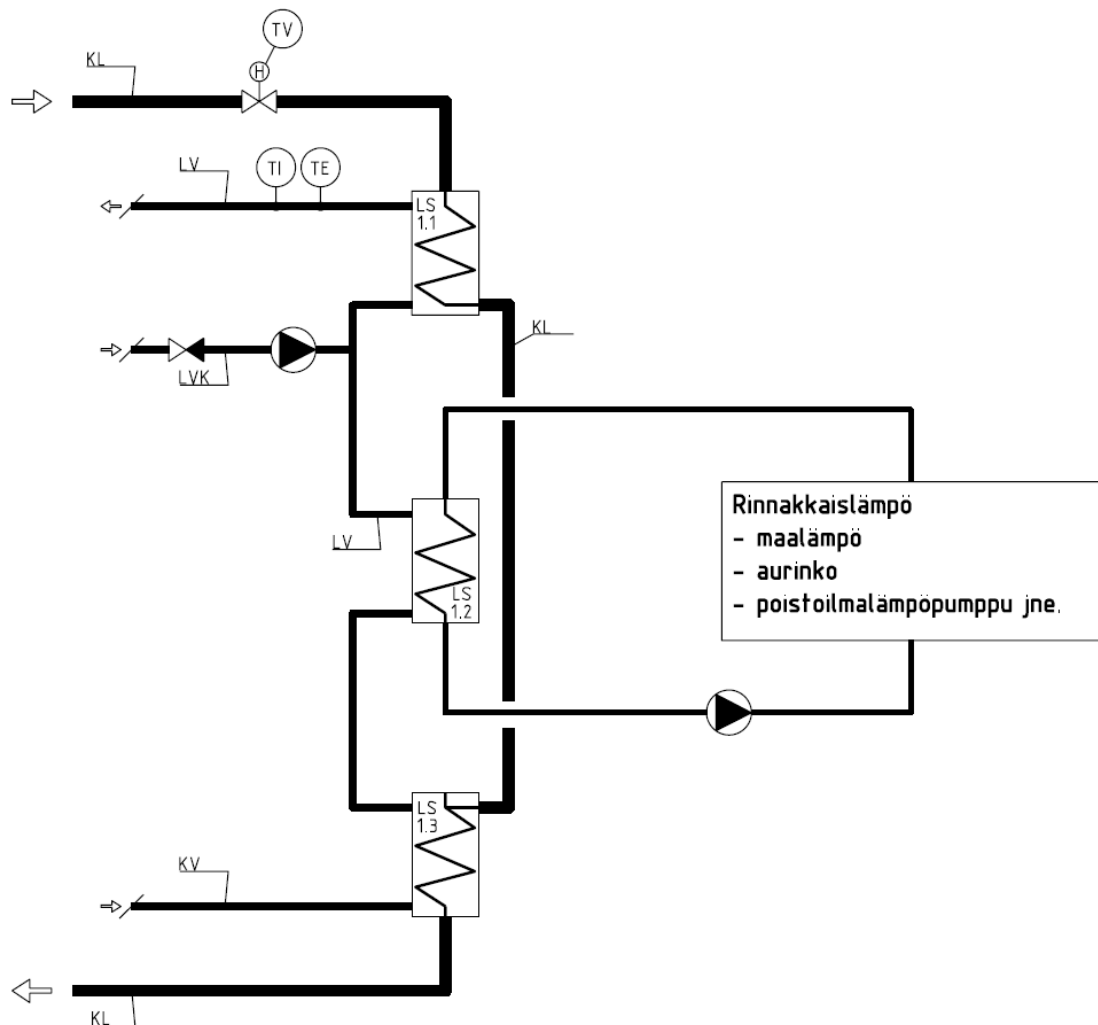 TV
KL
H
LV
TI
TE
LS
1.1
KL
LVK
Rinnakkaislämpö
- maalämpö
- aurinko
- poistoilmalämpöpumppu jne.
LV
LS
1.2
LS
1.3
KV
KL